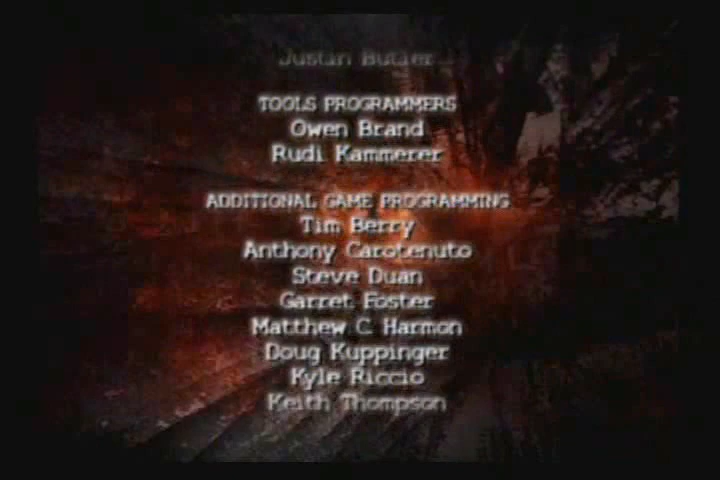 Justin Butler
TOOLS PROGRAMMERS
Owen Brand
Rudi Kammerer
ADDITIONAL GAME PROGRAMMING
Tim Berry
Anthony Carotenuto
Steve Duan
Garret Foster
Matthew C Harmon
Doug Kuppinger
Kyle Riccio
Keith Thompson